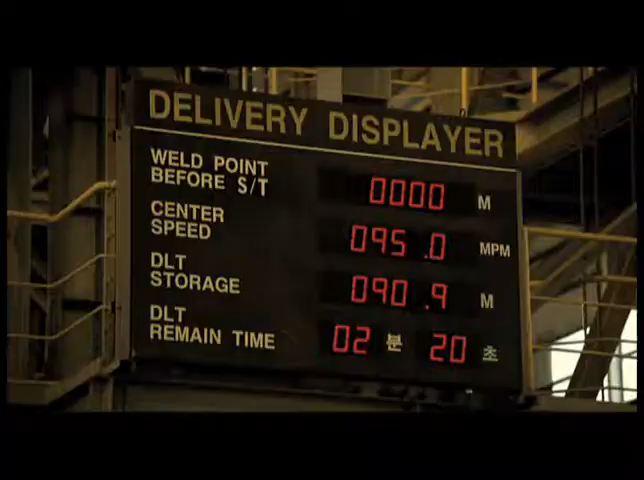 DELIVERY DISPLAYER
WELD POINT
BEFORE S/T 0000 M
CENTER
SPEED 095.0 MPM
DLT
STORAGE 090.9 M
DLT
REMAIN TIME 02 분 20 초